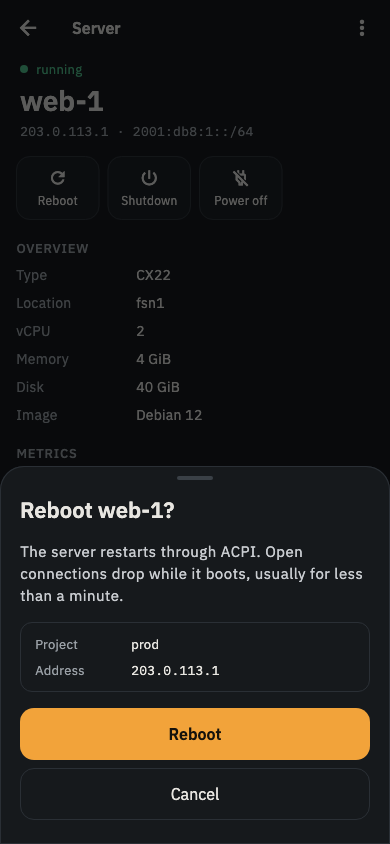 Server
running
web-1
203.0.113.1 · 2001:db8:1::/64
Reboot
Shutdown
Power off
OVERVIEW
Type CX22
Location fsn1
vCPU 2
Memory 4 GiB
Disk 40 GiB
Image Debian 12
METRICS
Reboot web-1?
The server restarts through ACPI. Open
connections drop while it boots, usually for less
than a minute.
Project prod
Address 203.0.113.1
Reboot
Cancel